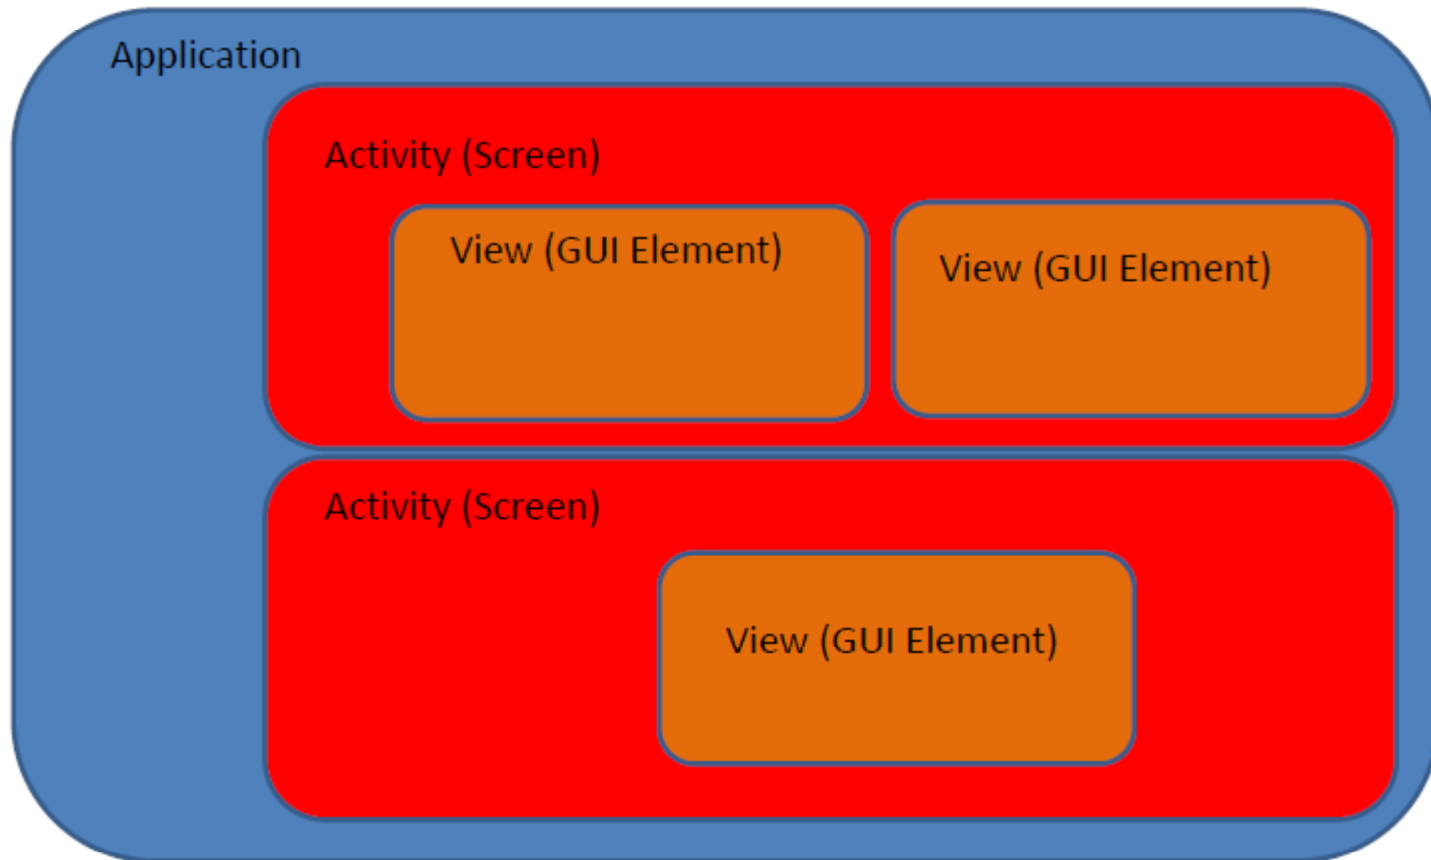 Application
Activity (Screen)
View (GUI Element)
View (GUI Element)
Activity (Screen)
View (GUI Element)